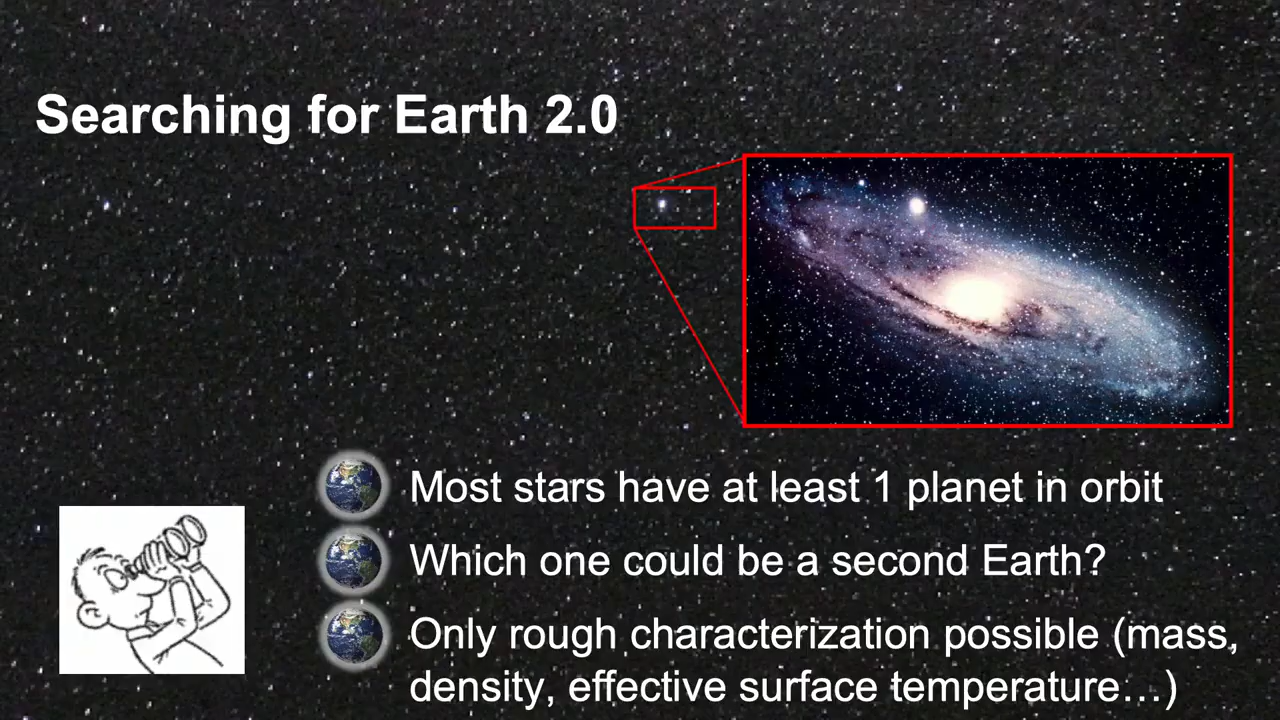 Searching for Earth 2.0
Most stars have at least 1 planet in orbit
Which one could be a second Earth?
Only rough characterization possible (mass,
density, effective surface temperature…)